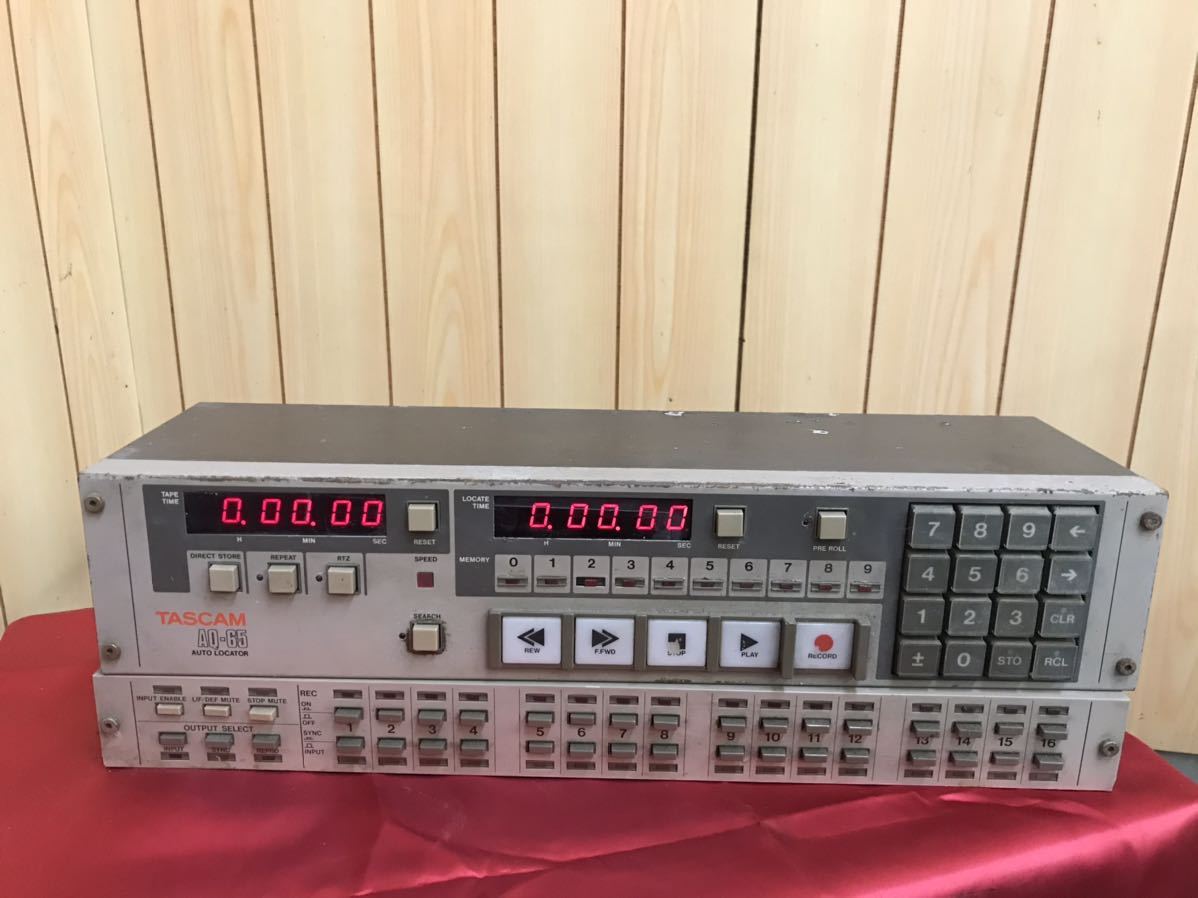 TAPE TIME
0.00.00
H MIN SEC
RESET
LOCATE TIME
0.00.00
H MIN SEC
RESET
PRE ROLL
DIRECT STORE
REPEAT
RTZ
SPEED
MEMORY
0 1 2 3 4 5 6 7 8 9
SEARCH
TASCAM
AQ-65
AUTO LOCATOR
REW
F.FWD
STOP
PLAY
RECORD
7 8 9 ←
4 5 6 →
1 2 3 CLR
± 0 STO RCL
INPUT ENABLE
L/F-DEF MUTE
STOP MUTE
OUTPUT SELECT
INPUT
SYNC
REPRO
REC
ON
OFF
SYNC
INPUT
1 2 3 4 5 6 7 8 9 10 11 12 13 14 15 16